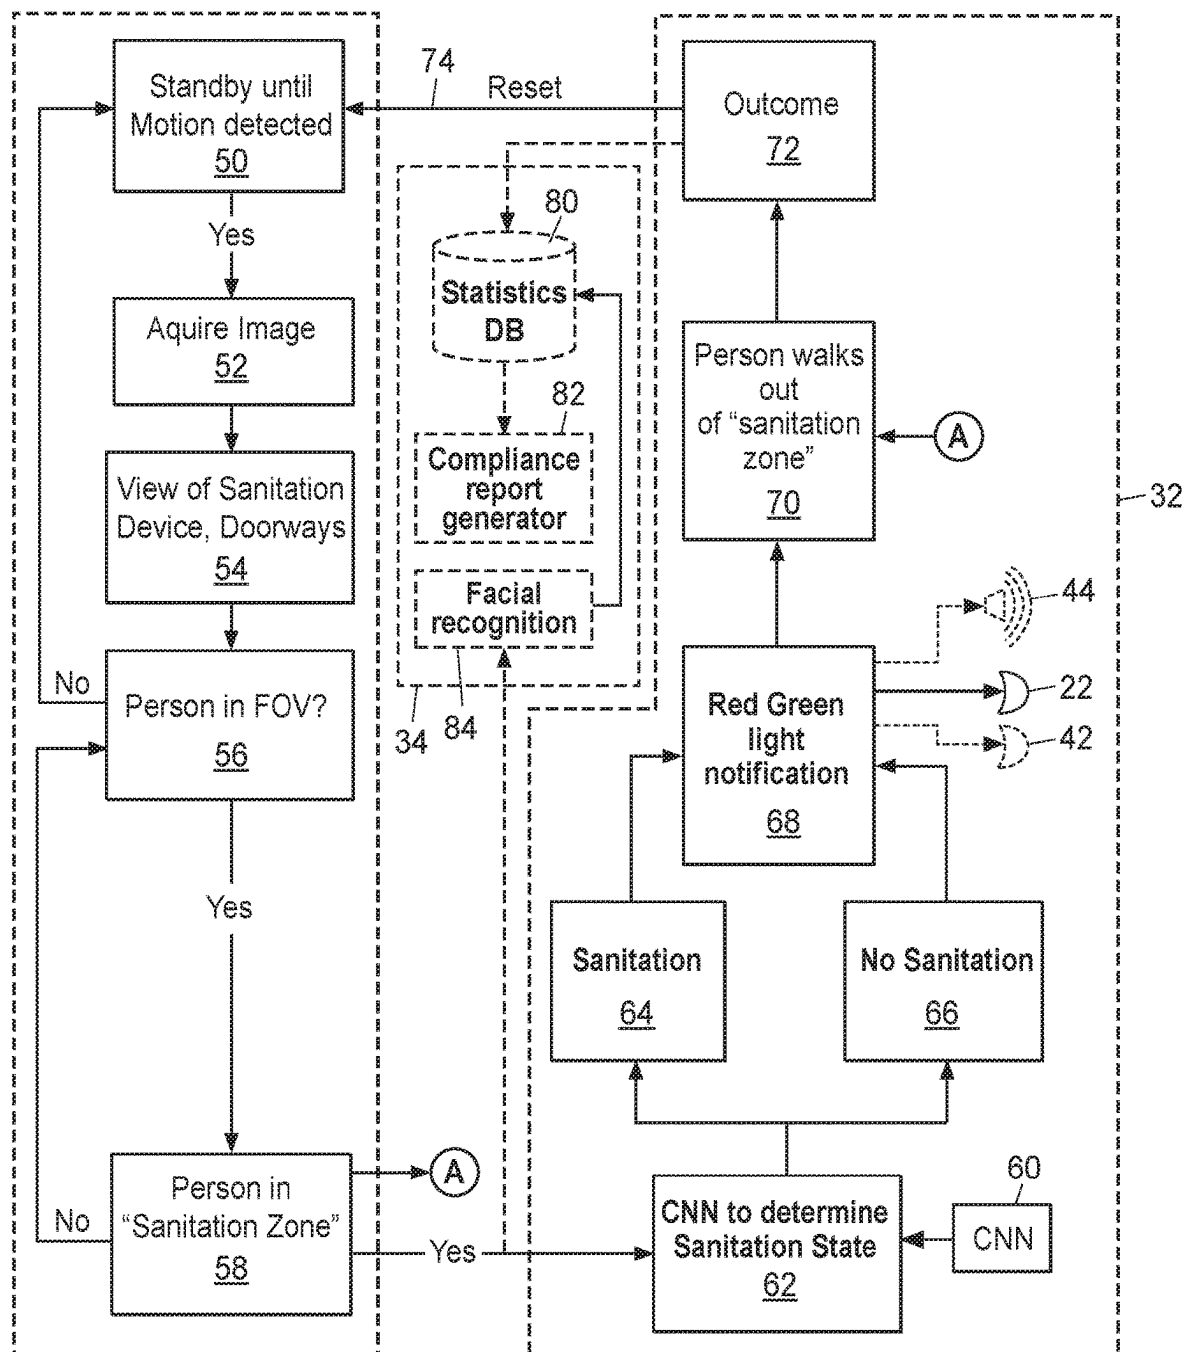 Standby until
Motion detected
50
Yes
Aquire Image
52
View of Sanitation
Device, Doorways
54
No
Person in FOV?
56
Yes
No
Person in
“Sanitation Zone”
58
A
Yes
74
Reset
80
Statistics
DB
82
Compliance
report
generator
Facial
recognition
34
84
Outcome
72
Person walks
out
of “sanitation
zone”
70
A
32
44
22
42
Red Green
light
notification
68
Sanitation
64
No Sanitation
66
CNN to determine
Sanitation State
62
60
CNN